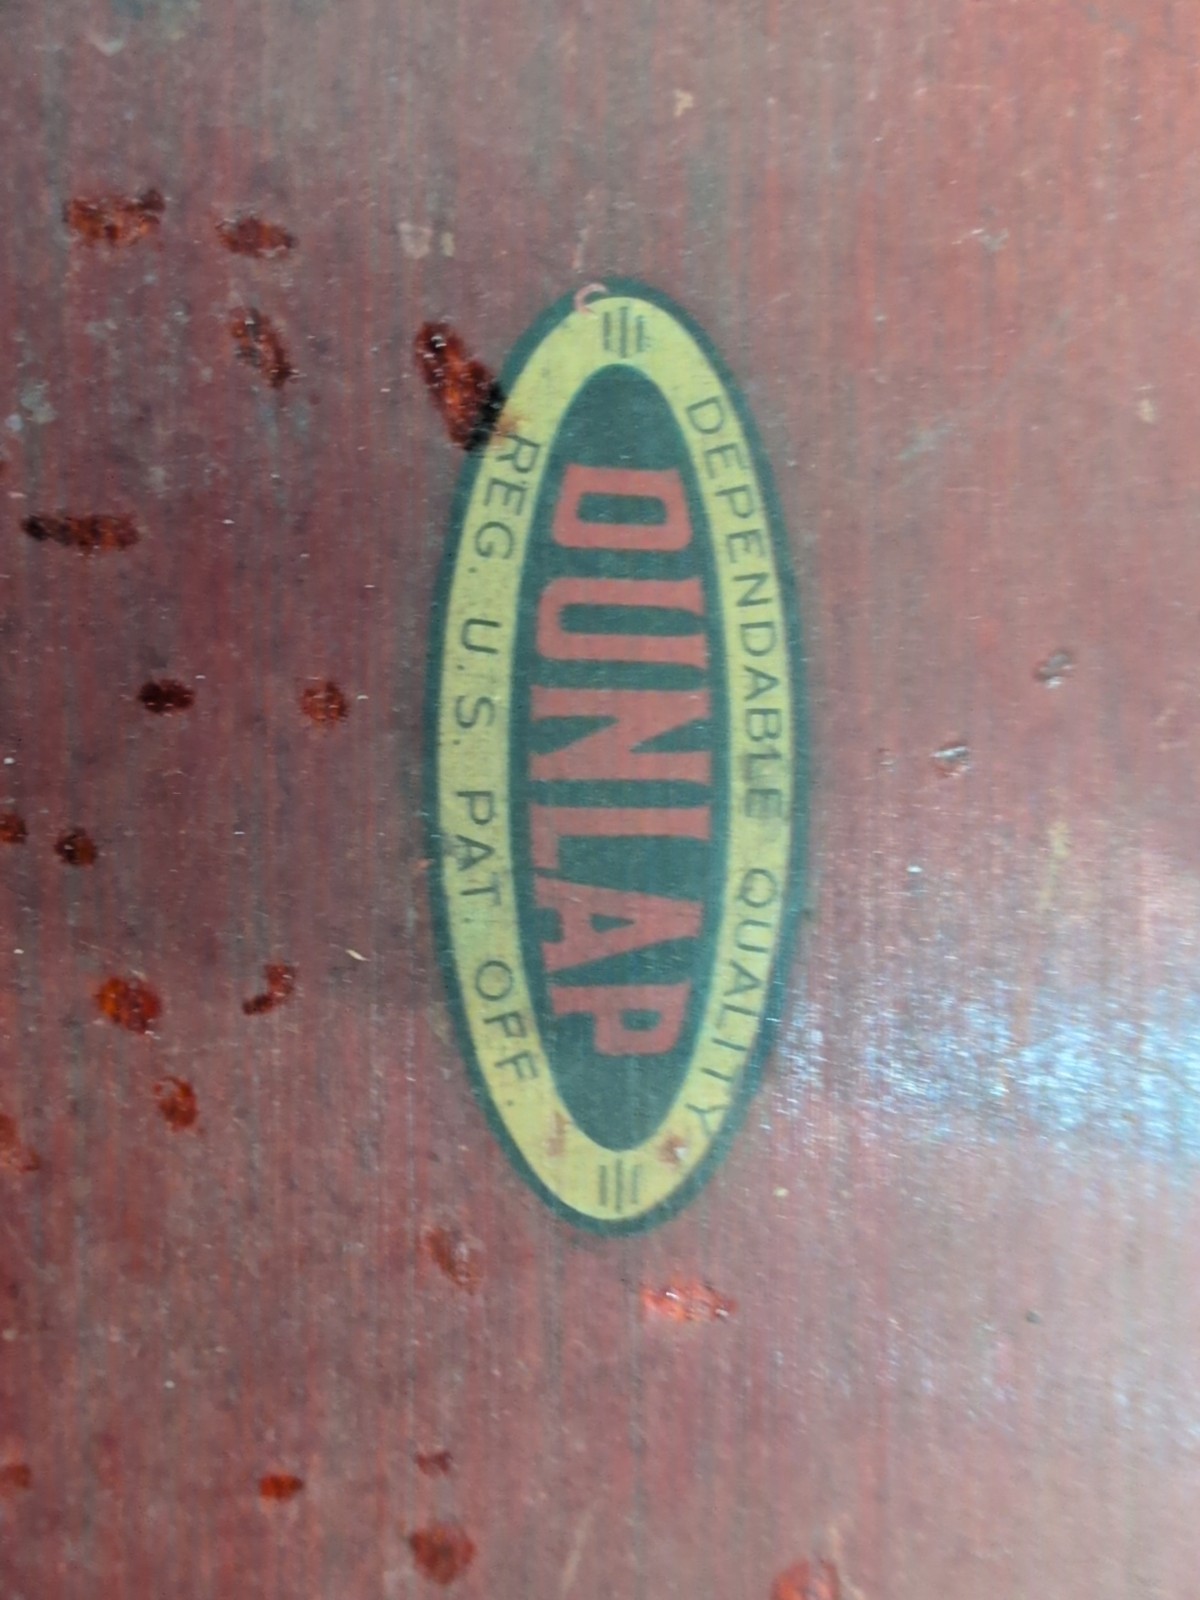 DEPENDABLE QUALITY
DUNLAP
REG. U.S. PAT. OFF.